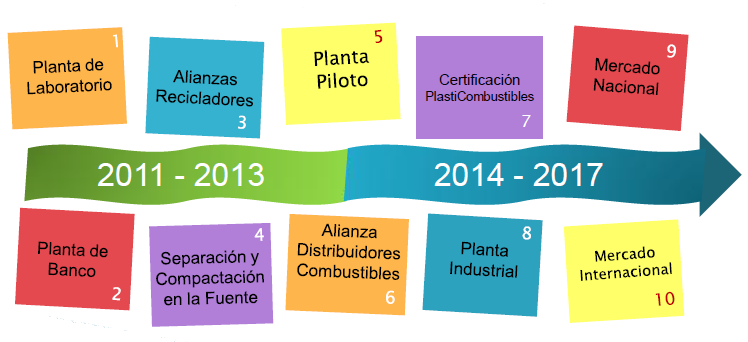 1
Planta de
Laboratorio
Alianzas
Recicladores
3
5
Planta
Piloto
Certificación
PlastiCombustibles
7
9
Mercado
Nacional
2011 - 2013
2014 - 2017
Planta de
Banco
2
4
Separación y
Compactación
en la Fuente
Alianza
Distribuidores
Combustibles
6
8
Planta
Industrial
Mercado
Internacional
10